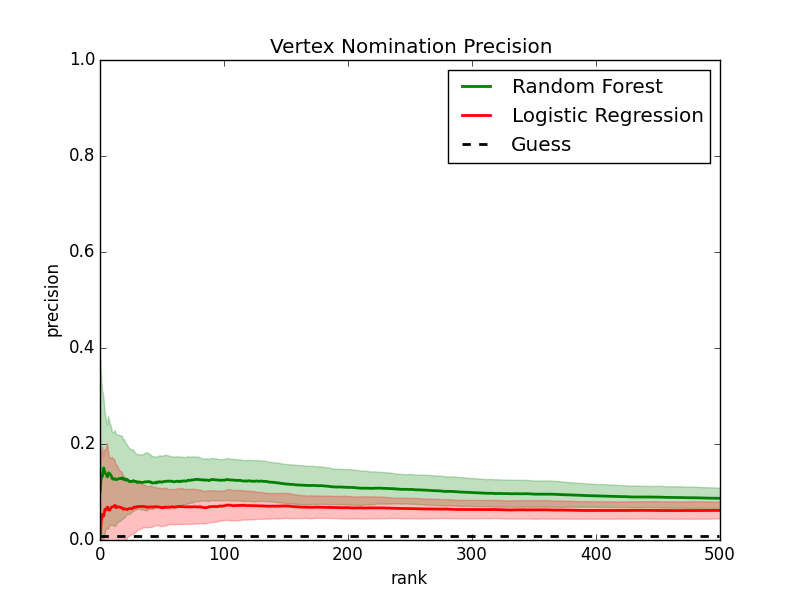 Vertex Nomination Precision
1.0
0.8
0.6
0.4
0.2
0.0
precision
Random Forest
Logistic Regression
Guess
0 100 200 300 400 500
rank